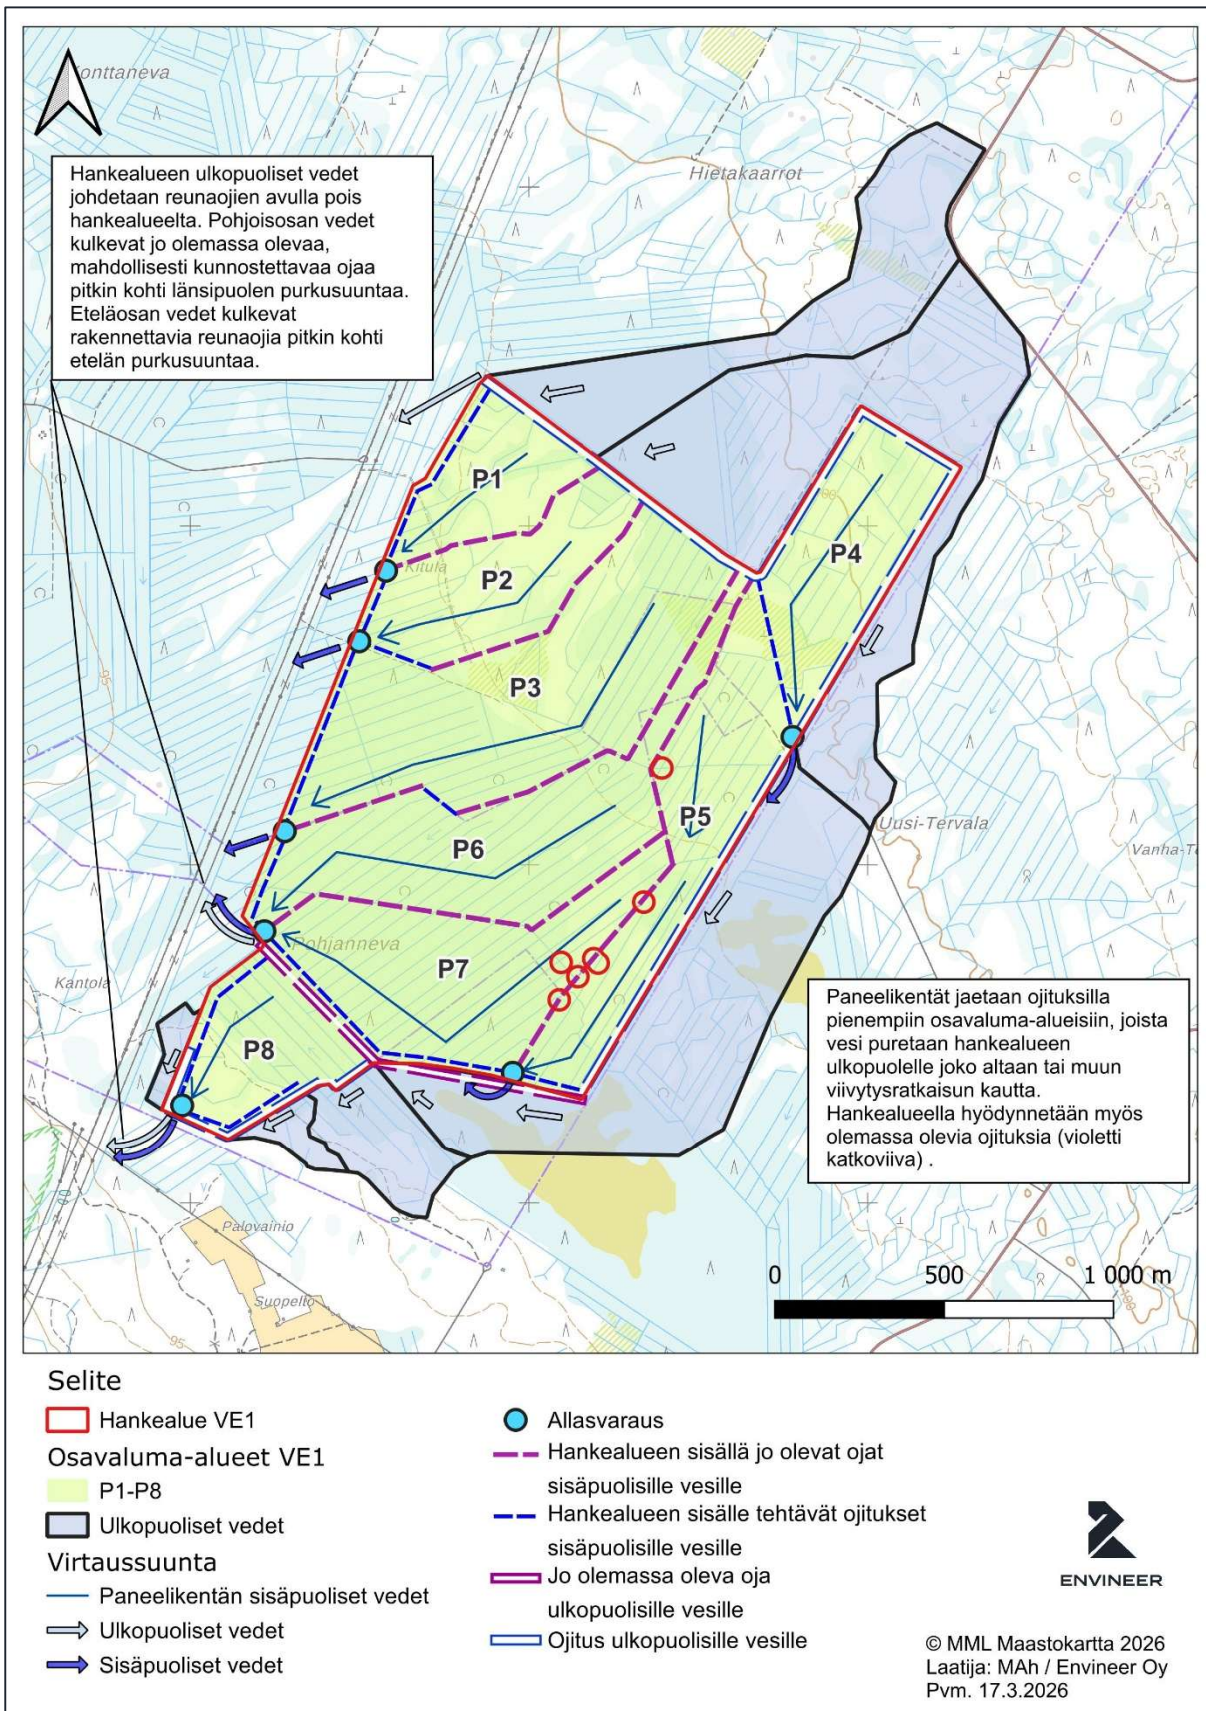 onttaneva
Hietakaarrot
Hankealueen ulkopuoliset vedet
johdetaan reunaojien avulla pois
hankealueelta. Pohjoisosan vedet
kulkevat jo olemassa olevaa,
mahdollisesti kunnostettavaa ojaa
pitkin kohti länsipuolen purkusuuntaa.
Eteläosan vedet kulkevat
rakennettavia reunaojia pitkin kohti
etelän purkusuuntaa.
P1
P4
Kitula
P2
P3
95
P5
Uusi-Tervala
P6
Vanha-Te
Pohjanneva
P7
Kantola
P8
Paneelikentät jaetaan ojituksilla
pienempiin osavaluma-alueisiin, joista
vesi puretaan hankealueen
ulkopuolelle joko altaan tai muun
viivytysratkaisun kautta.
Hankealueella hyödynnetään myös
olemassa olevia ojituksia (violetti
katkoviiva) .
Palovainio
Suopelto
95
100
0 500 1 000 m
Selite
Hankealue VE1
Osavaluma-alueet VE1
P1-P8
Ulkopuoliset vedet
Virtaussuunta
Paneelikentän sisäpuoliset vedet
Ulkopuoliset vedet
Sisäpuoliset vedet
Allasvaraus
Hankealueen sisällä jo olevat ojat
sisäpuolisille vesille
Hankealueen sisälle tehtävät ojitukset
sisäpuolisille vesille
Jo olemassa oleva oja
ulkopuolisille vesille
Ojitus ulkopuolisille vesille
ENVINEER
© MML Maastokartta 2026
Laatija: MAh / Envineer Oy
Pvm. 17.3.2026